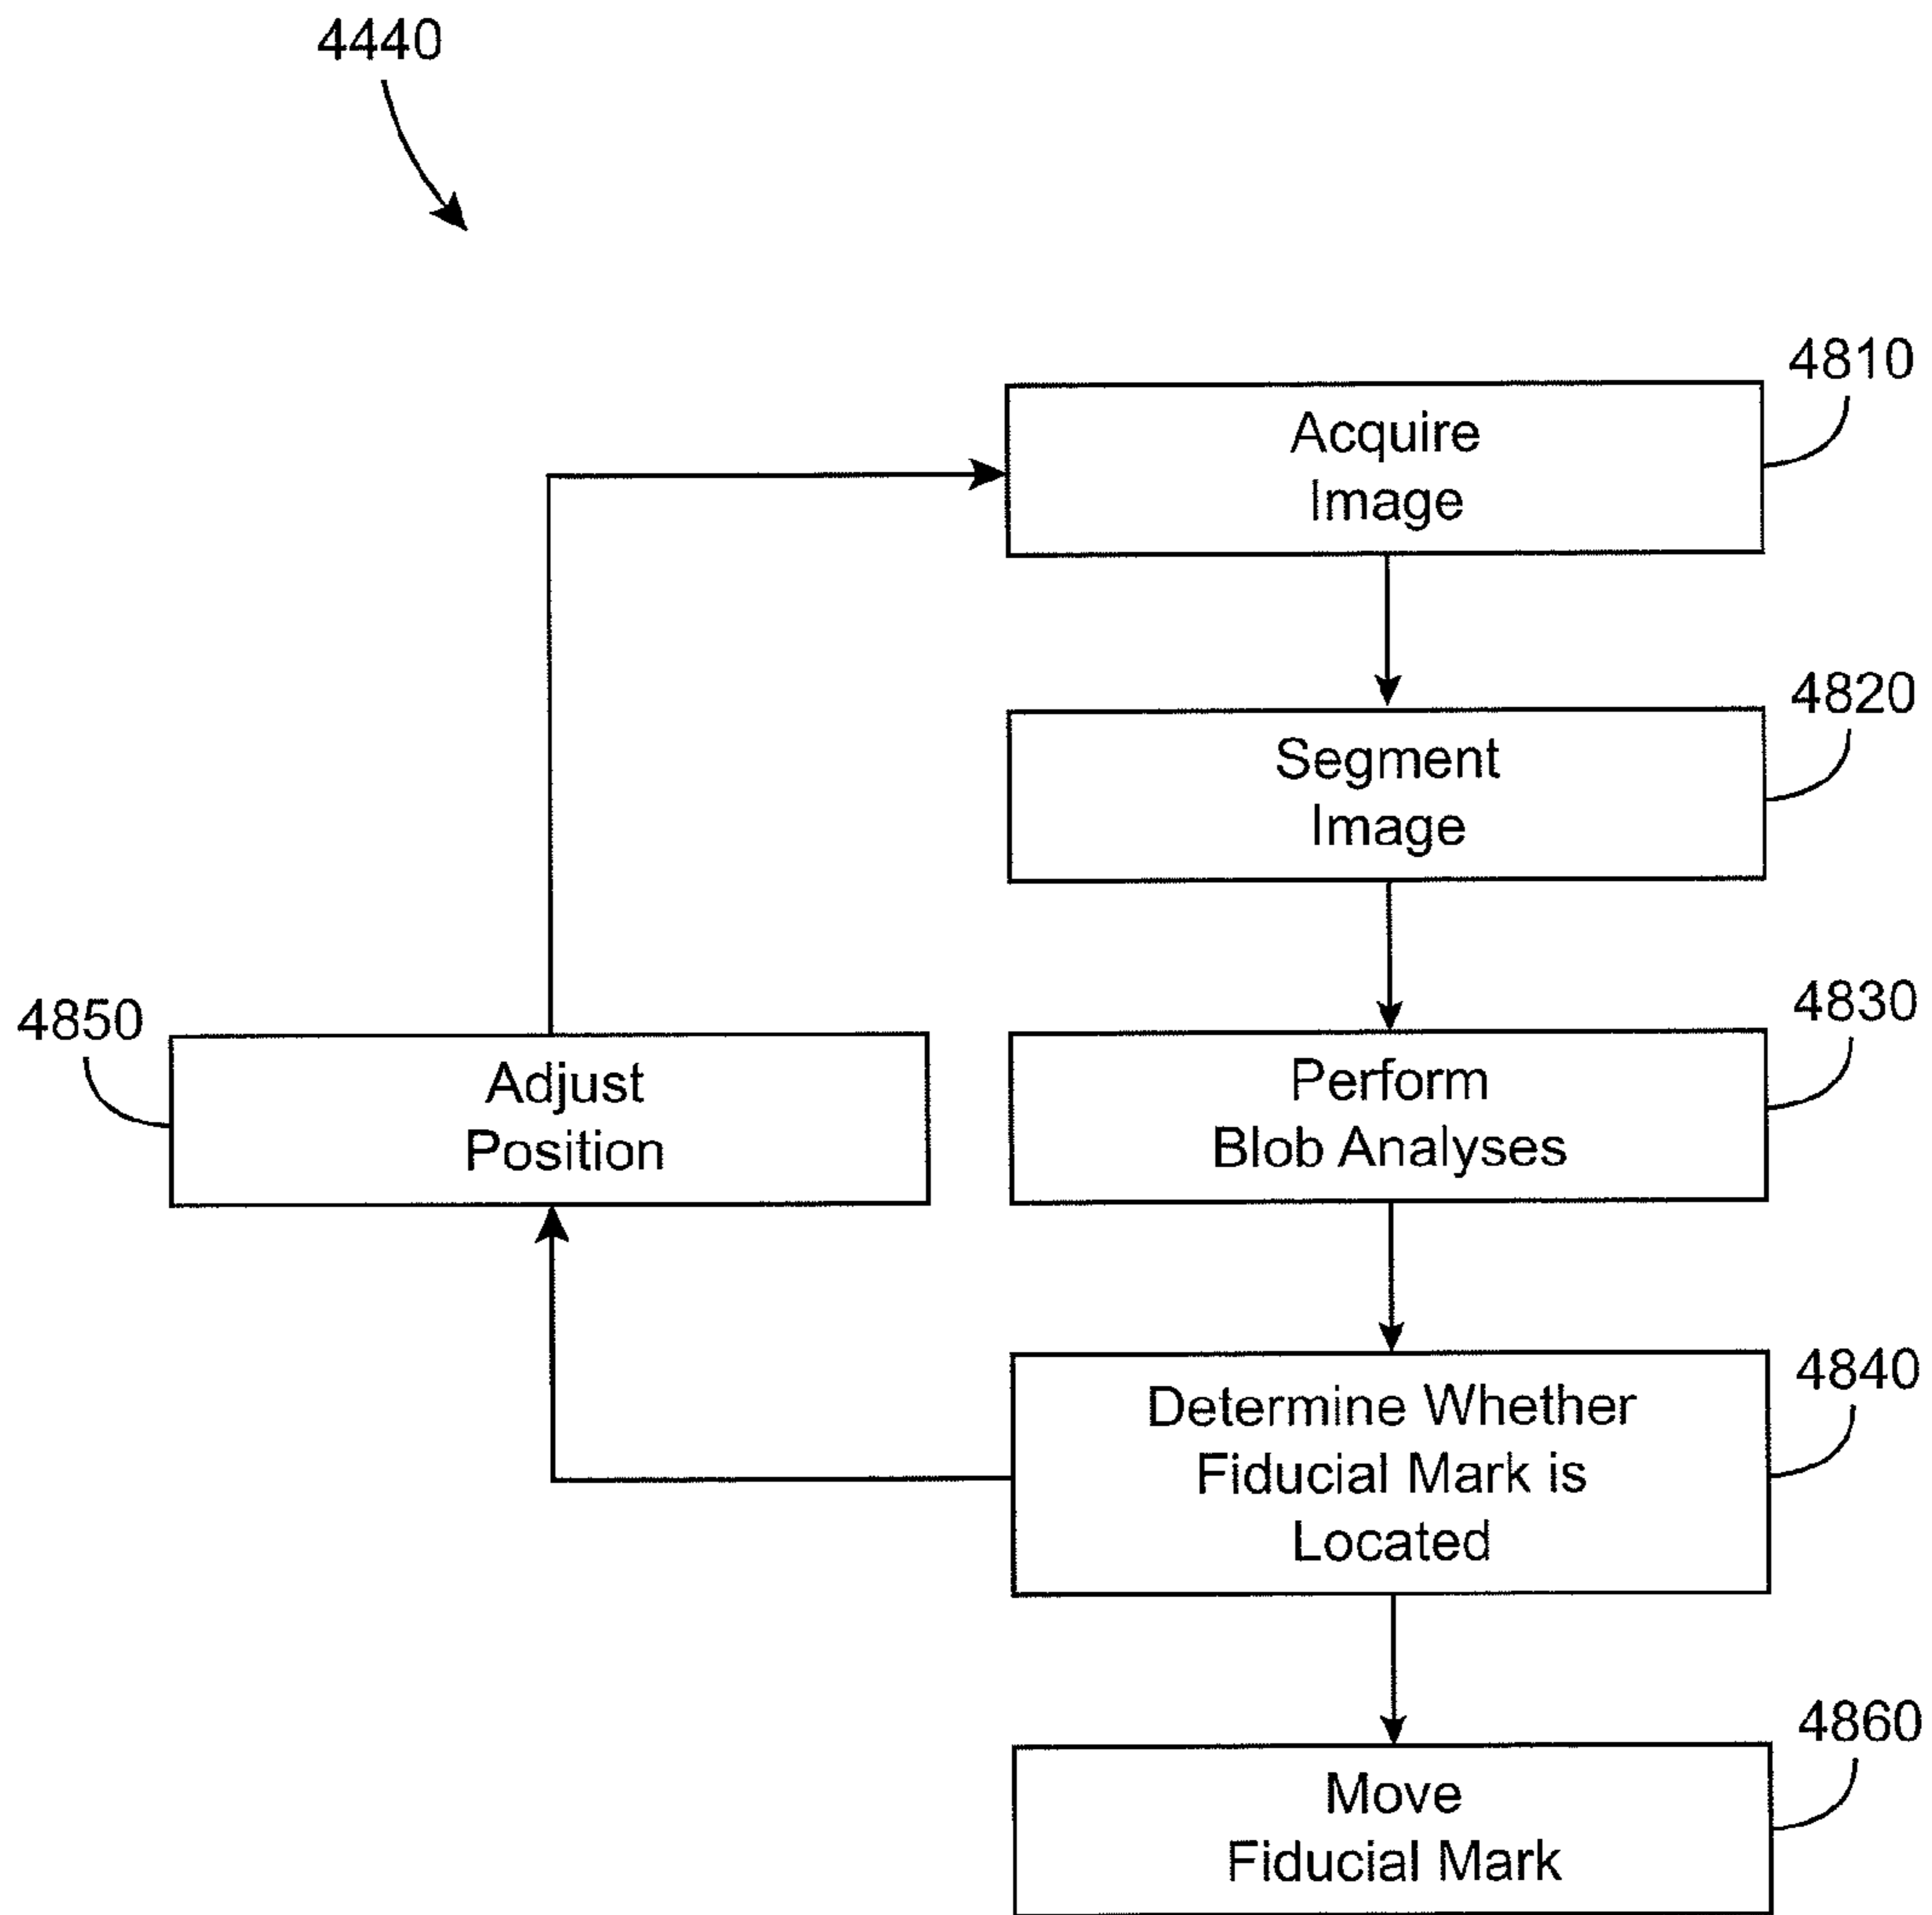 4440
4810
Acquire
Image
4820
Segment
Image
4830
Perform
Blob Analyses
4850
Adjust
Position
4840
Determine Whether
Fiducial Mark is
Located
4860
Move
Fiducial Mark